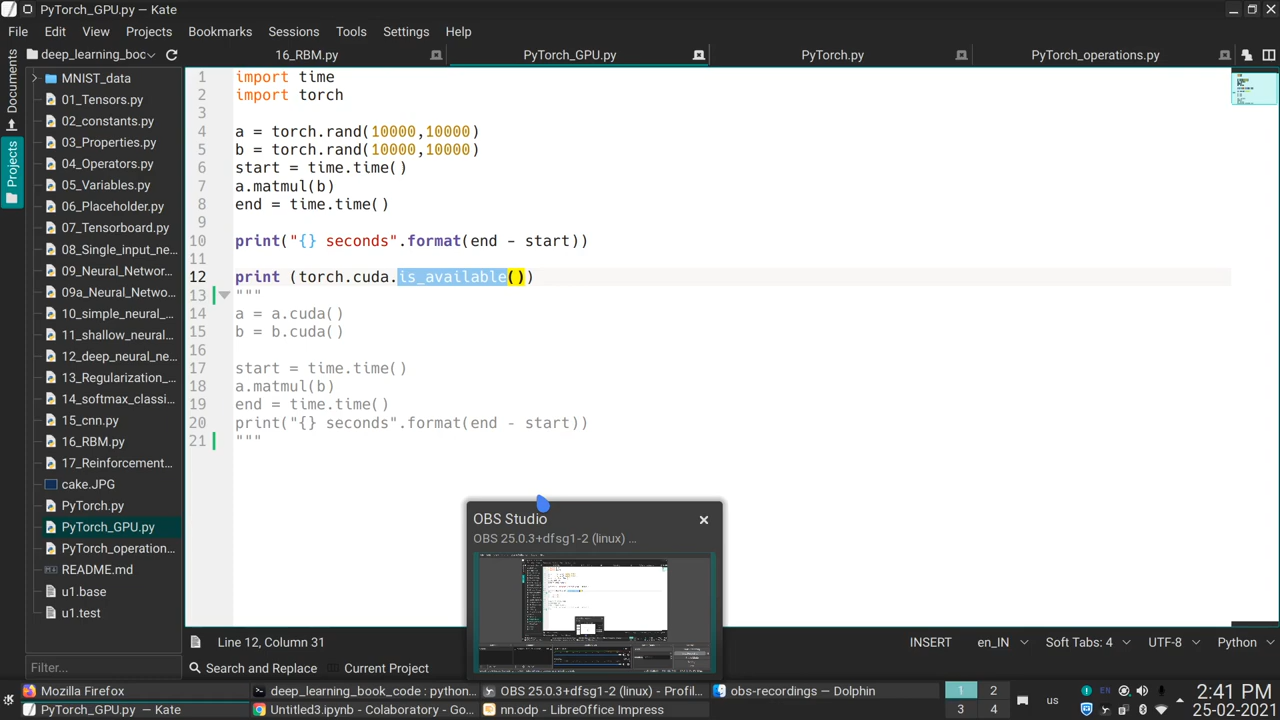 PyTorch_GPU.py — Kate
File Edit View Projects Bookmarks Sessions Tools Settings Help
deep_learning_boc
16_RBM.py PyTorch_GPU.py PyTorch.py PyTorch_operations.py
Documents
Projects
MNIST_data
01_Tensors.py
02_constants.py
03_Properties.py
04_Operators.py
05_Variables.py
06_Placeholder.py
07_Tensorboard.py
08_Single_input_ne
09_Neural_Networ...
09_Neural_Netwo...
10_simple_neural_...
11_shallow_neural...
12_deep_neural_ne...
13_Regularization_...
14_softmax_classi...
15_cnn.py
16_RBM.py
17_Reinforcement...
cake.JPG
PyTorch.py
PyTorch_GPU.py
PyTorch_operation...
README.md
u1.base
u1.test
Filter...
1 import time
2 import torch
3
4 a = torch.rand(10000,10000)
5 b = torch.rand(10000,10000)
6 start = time.time()
7 a.matmul(b)
8 end = time.time()
9
10 print("{} seconds".format(end - start))
11
12 print (torch.cuda.is_available())
13 """
14 a = a.cuda()
15 b = b.cuda()
16
17 start = time.time()
18 a.matmul(b)
19 end = time.time()
20 print("{} seconds".format(end - start))
21 """
OBS Studio
OBS 25.0.3+dfsg1-2 (linux) ...
Line 12, Column 31 INSERT en_IN Soft Tabs: 4 UTF-8 Python
Search and Replace Current Project
Mozilla Firefox deep_learning_book_code : python... OBS 25.0.3+dfsg1-2 (linux) - Profil... obs-recordings — Dolphin
PyTorch_GPU.py — Kate Untitled3.ipynb - Colaboratory - Go... nn.odp - LibreOffice Impress
1 2
3 4
us
EN
2:41 PM
25-02-2021